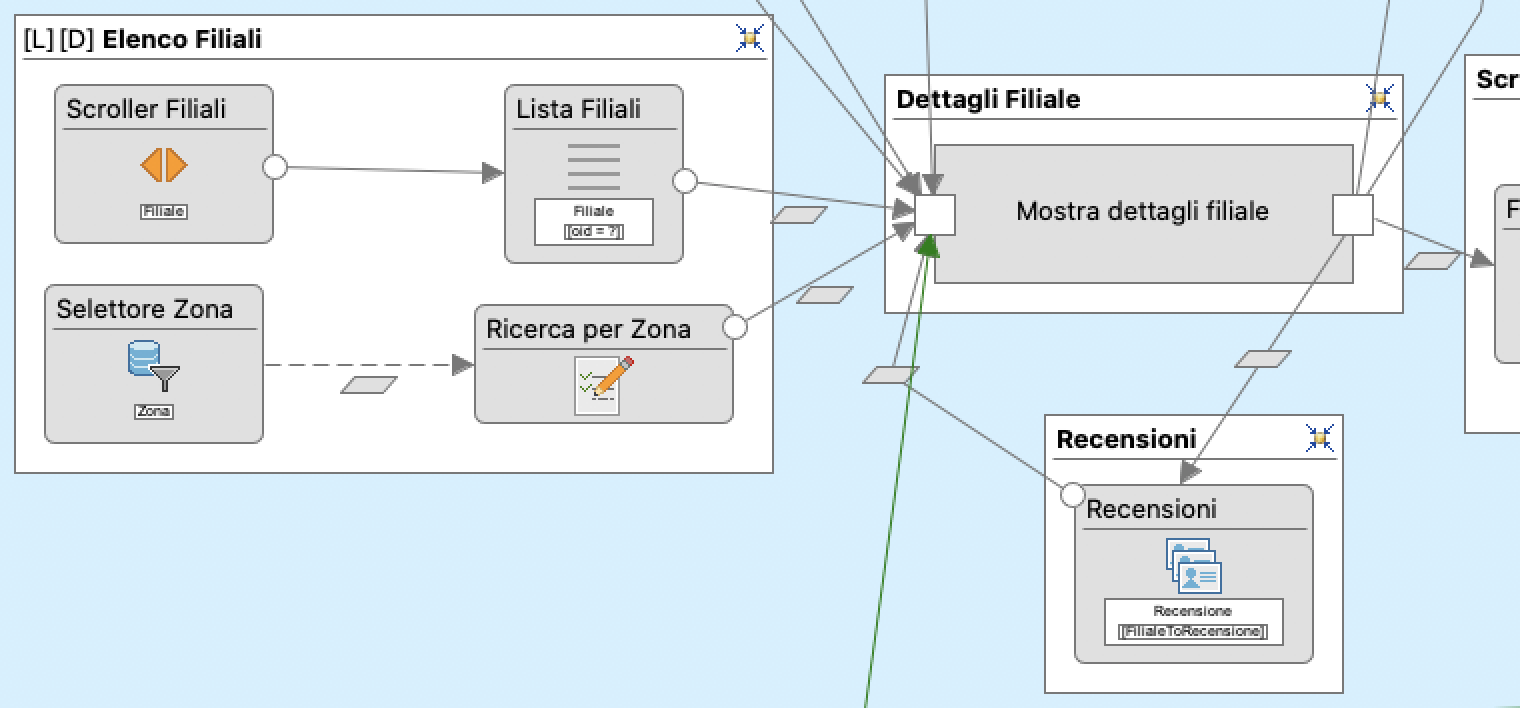 [L] [D] Elenco Filiali
Scroller Filiali
Filiale
Lista Filiali
Filiale
[oid = ?]
Selettore Zona
Zona
Ricerca per Zona
Dettagli Filiale
Mostra dettagli filiale
Recensioni
Recensioni
Recensione
[FilialeToRecensione]
Scr
F